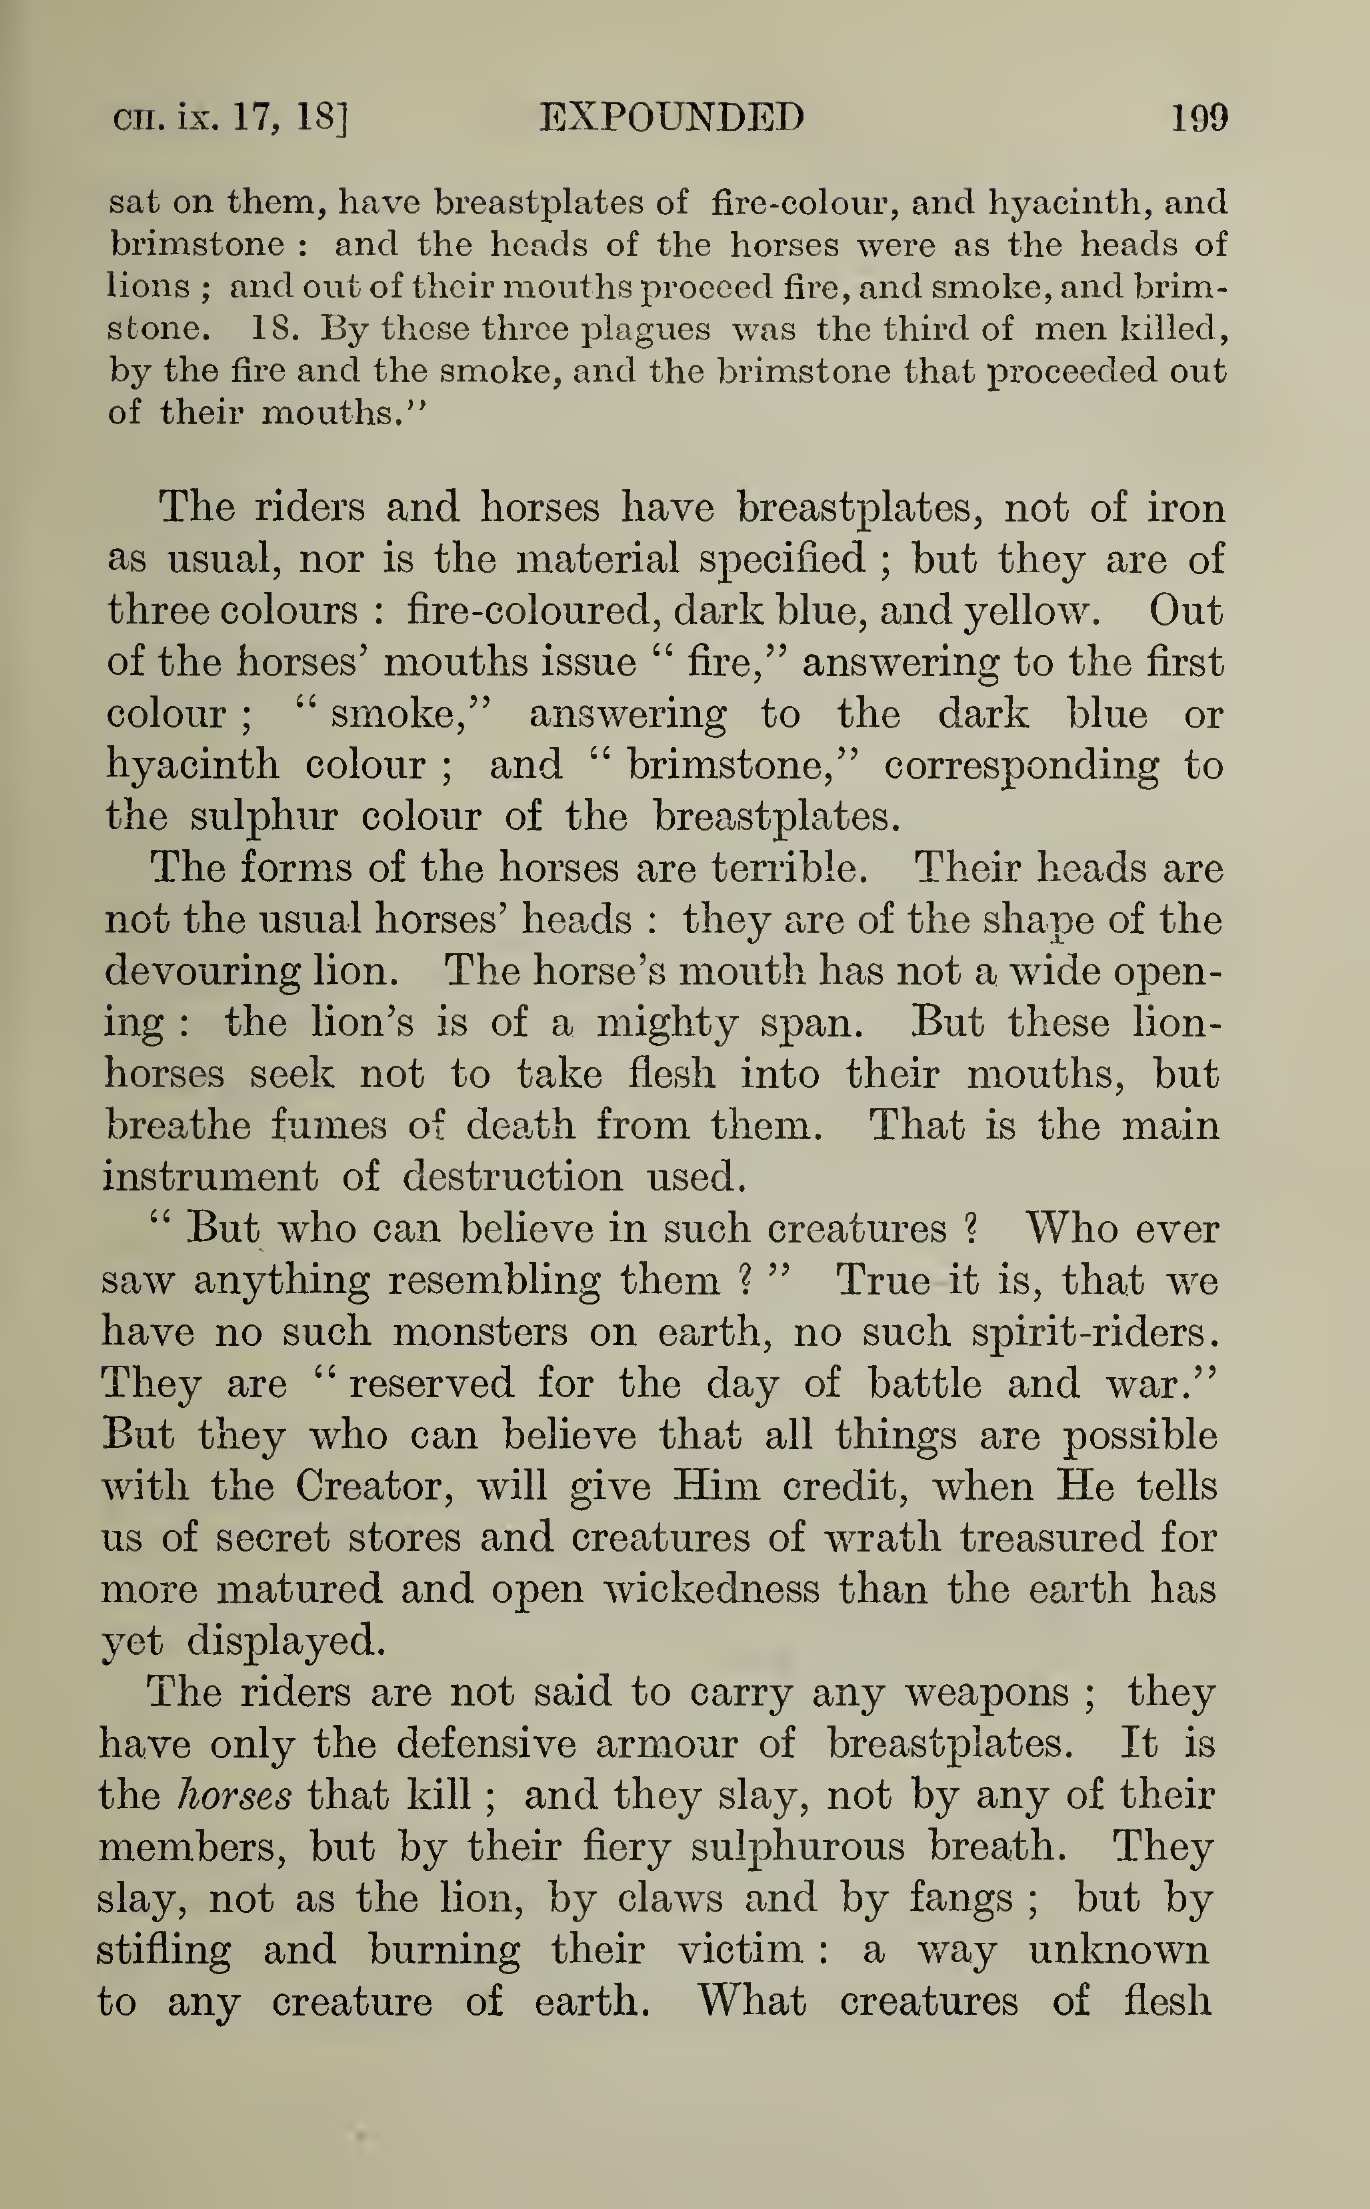 CH. ix. 17, 18] EXPOUNDED 199
sat on them, have breastplates of fire-colour, and hyacinth, and
brimstone : and the heads of the horses were as the heads of
lions ; and out of their mouths proceed fire, and smoke, and brim-
stone. 18. By these three plagues was the third of men killed,
by the fire and the smoke, and the brimstone that proceeded out
of their mouths.”
The riders and horses have breastplates, not of iron
as usual, nor is the material specified ; but they are of
three colours : fire-coloured, dark blue, and yellow. Out
of the horses’ mouths issue “ fire,” answering to the first
colour ; “ smoke,” answering to the dark blue or
hyacinth colour ; and “ brimstone,” corresponding to
the sulphur colour of the breastplates.
The forms of the horses are terrible. Their heads are
not the usual horses’ heads : they are of the shape of the
devouring lion. The horse’s mouth has not a wide open-
ing : the lion’s is of a mighty span. But these lion-
horses seek not to take flesh into their mouths, but
breathe fumes of death from them. That is the main
instrument of destruction used.
“ But who can believe in such creatures ? Who ever
saw anything resembling them ? ” True it is, that we
have no such monsters on earth, no such spirit-riders.
They are “ reserved for the day of battle and war.”
But they who can believe that all things are possible
with the Creator, will give Him credit, when He tells
us of secret stores and creatures of wrath treasured for
more matured and open wickedness than the earth has
yet displayed.
The riders are not said to carry any weapons ; they
have only the defensive armour of breastplates. It is
the horses that kill ; and they slay, not by any of their
members, but by their fiery sulphurous breath. They
slay, not as the lion, by claws and by fangs ; but by
stifling and burning their victim : a way unknown
to any creature of earth. What creatures of flesh